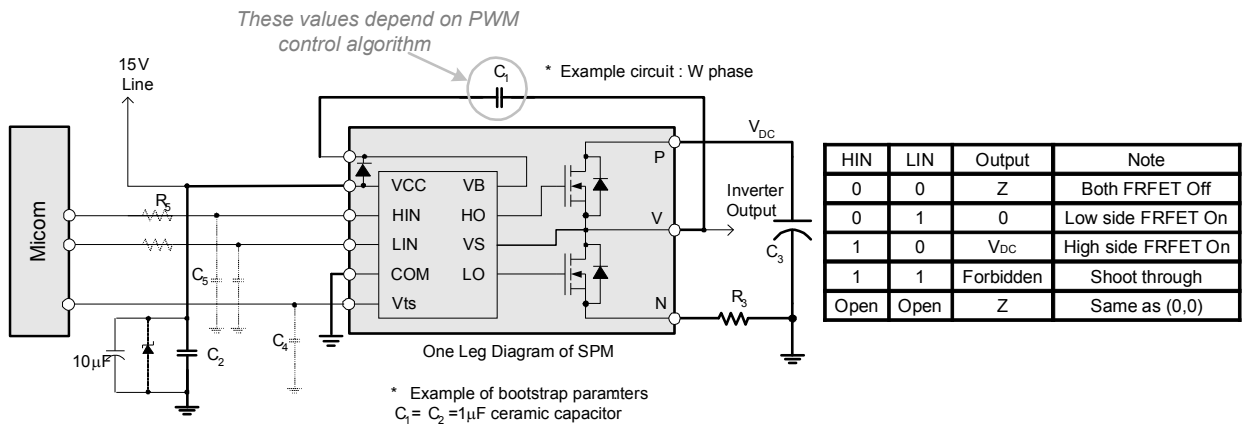 These values depend on PWM
control algorithm
15V
Line
C1
* Example circuit : W phase
VDC
P
Inverter
Output
V
N
R3
C3
Micom
R5
C5
C4
10μF
C2
VCC
VB
HIN
HO
LIN
VS
COM
LO
Vts
One Leg Diagram of SPM
* Example of bootstrap paramters
C1= C2 =1μF ceramic capacitor
HIN LIN Output Note
0 0 Z Both FRFET Off
0 1 0 Low side FRFET On
1 0 VDC High side FRFET On
1 1 Forbidden Shoot through
Open Open Z Same as (0,0)